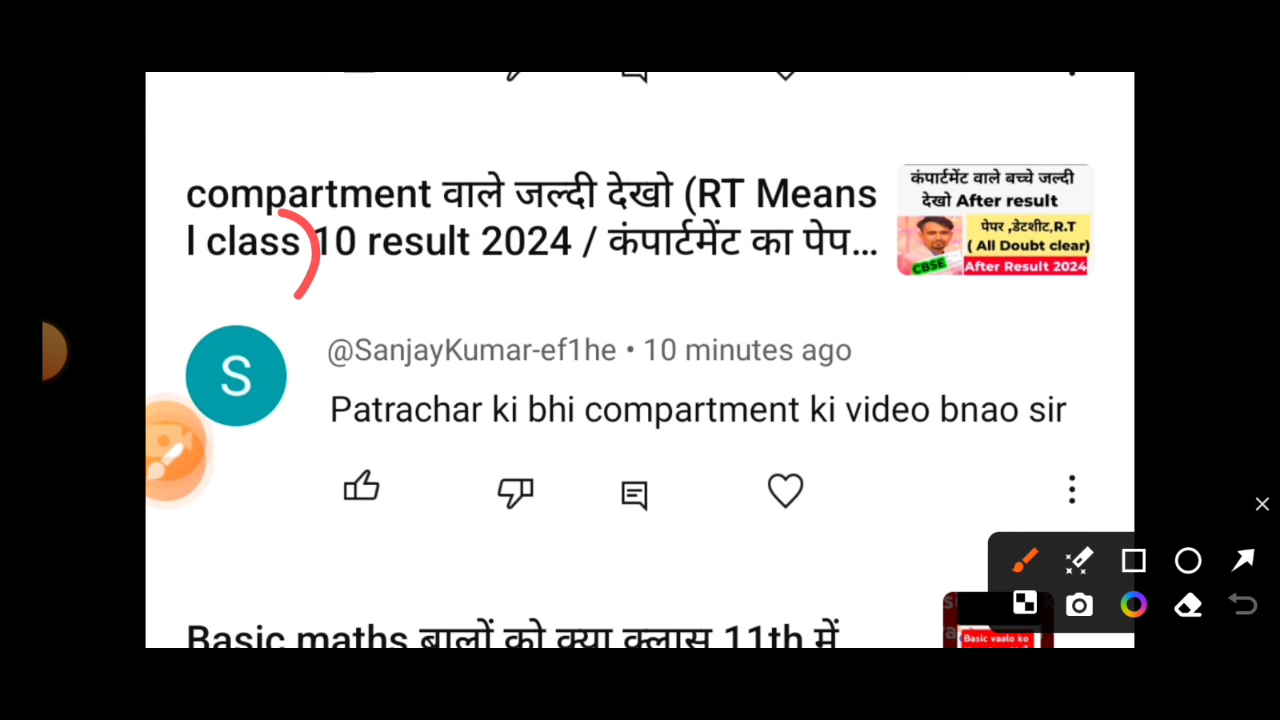 compartment वाले जल्दी देखो (RT Means
l class 10 result 2024 / कंपार्टमेंट का पेप...
कंपार्टमेंट वाले बच्चे जल्दी
देखो After result
पेपर ,डेटशीट,R.T
( All Doubt clear)
CBSE
After Result 2024
S
@SanjayKumar-ef1he • 10 minutes ago
Patrachar ki bhi compartment ki video bnao sir
Basic maths बालों को क्या क्लास 11th में
Basic vaalo ko